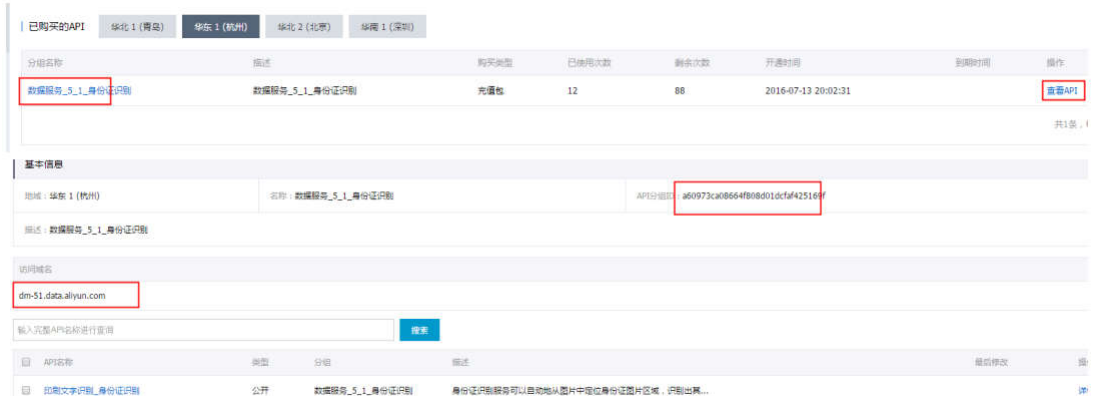 已购买的API 华北 1 (青岛) 华东 1 (杭州) 华北 2 (北京) 华南 1 (深圳)
分组名称 描述 购买类型 已使用次数 剩余次数 开通时间 到期时间 操作
数据服务_5_1_身份证识别 数据服务_5_1_身份证识别 充值包 12 88 2016-07-13 20:02:31 查看API
共1条，
基本信息
地域：华东 1 (杭州) 名称：数据服务_5_1_身份证识别 API分组ID：a60973ca08664f808d01dcfaf425169f
描述：数据服务_5_1_身份证识别
访问域名
dm-51.data.aliyun.com
输入完整API名称进行查询 搜索
API名称 类型 分组 描述 最后修改
印刷文字识别_身份证识别 公开 数据服务_5_1_身份证识别 身份证识别服务可以自动地从图片中定位身份证图片区域，识别出其...